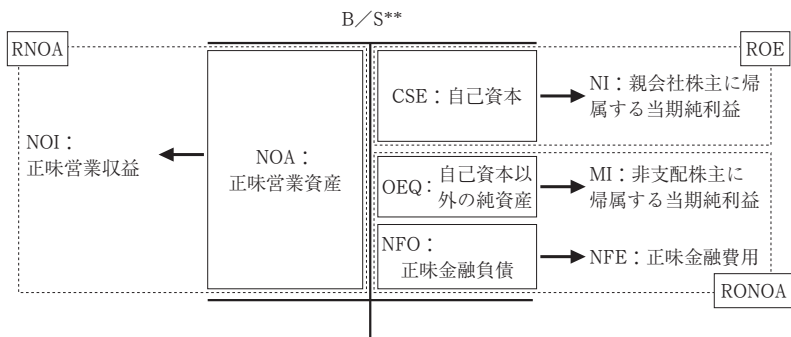 B／S**
RNOA
ROE
CSE：自己資本
NI：親会社株主に帰
属する当期純利益
NOI：
正味営業収益
NOA：
正味営業資産
OEQ：
自己資本以
外の純資産
MI：非支配株主に
帰属する当期純利益
NFO：
正味金融負債
NFE：正味金融費用
RONOA